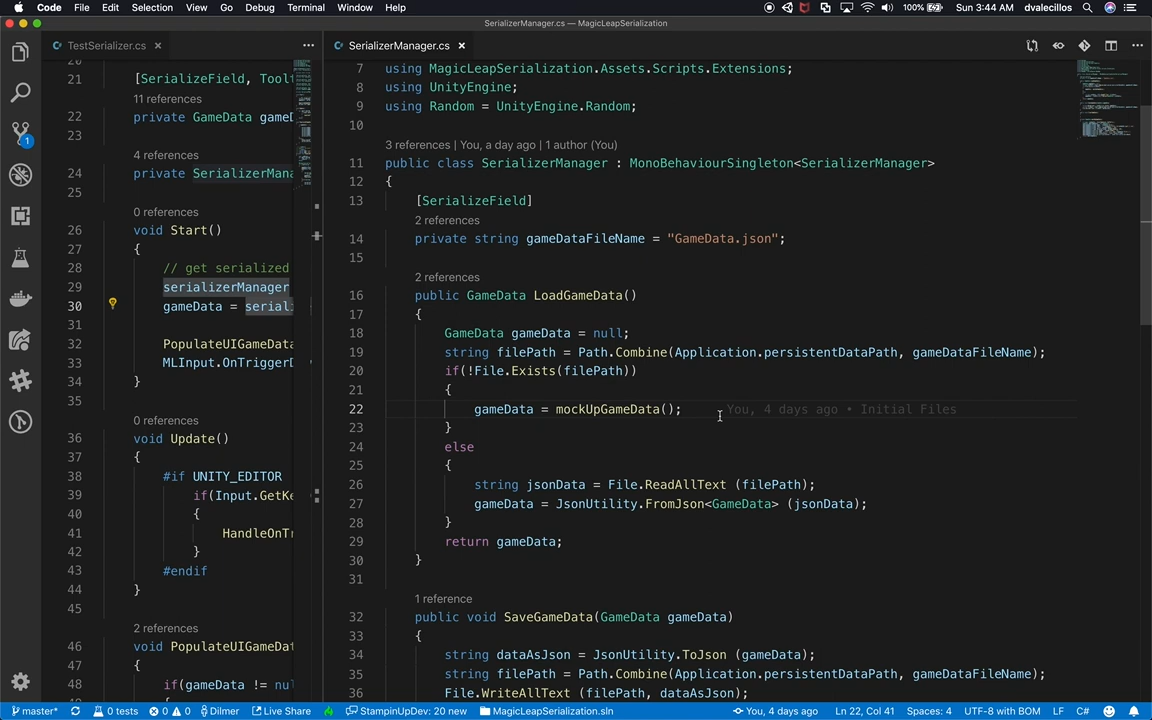 Code File Edit Selection View Go Debug Terminal Window Help 100% Sun 3:44 AM dvalecillos
SerializerManager.cs — MagicLeapSerialization
TestSerializer.cs
21 [SerializeField, Toolt
11 references
22 private GameData gameD
23
4 references
24 private SerializerMana
25
0 references
26 void Start()
27 {
28 // get serialized
29 serializerManager
30 gameData = seriali
31
32 PopulateUIGameData
33 MLInput.OnTriggerD
34 }
35
0 references
36 void Update()
37 {
38 #if UNITY_EDITOR
39 if(Input.GetKe
40 {
41 HandleOnTr
42 }
43 #endif
44 }
45
2 references
46 void PopulateUIGameDat
47 {
48 if(gameData != nul
SerializerManager.cs
7 using MagicLeapSerialization.Assets.Scripts.Extensions;
8 using UnityEngine;
9 using Random = UnityEngine.Random;
10
3 references | You, a day ago | 1 author (You)
11 public class SerializerManager : MonoBehaviourSingleton<SerializerManager>
12 {
13 [SerializeField]
2 references
14 private string gameDataFileName = "GameData.json";
15
2 references
16 public GameData LoadGameData()
17 {
18 GameData gameData = null;
19 string filePath = Path.Combine(Application.persistentDataPath, gameDataFileName);
20 if(!File.Exists(filePath))
21 {
22 gameData = mockUpGameData(); You, 4 days ago • Initial Files
23 }
24 else
25 {
26 string jsonData = File.ReadAllText (filePath);
27 gameData = JsonUtility.FromJson<GameData> (jsonData);
28 }
29 return gameData;
30 }
31
1 reference
32 public void SaveGameData(GameData gameData)
33 {
34 string dataAsJson = JsonUtility.ToJson (gameData);
35 string filePath = Path.Combine(Application.persistentDataPath, gameDataFileName);
36 File.WriteAllText (filePath, dataAsJson);
1
master* 0 tests 0 0 Dilmer Live Share StampinUpDev: 20 new MagicLeapSerialization.sln You, 4 days ago Ln 22, Col 41 Spaces: 4 UTF-8 with BOM LF C#